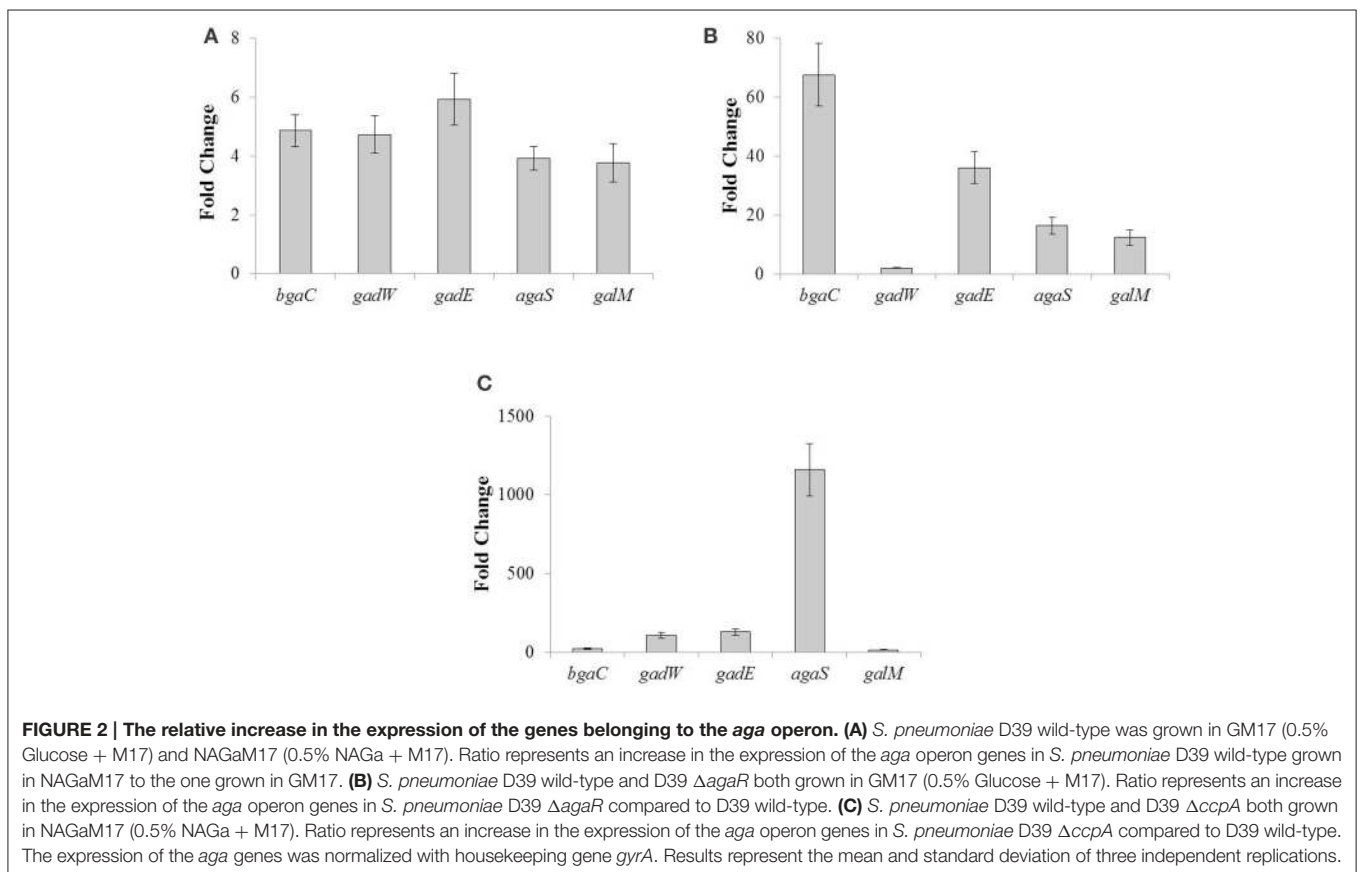 A
8
6
4
2
0
Fold Change
bgaC gadW gadE agaS galM
B
80
60
40
20
0
Fold Change
bgaC gadW gadE agaS galM
C
1500
1000
500
0
Fold Change
bgaC gadW gadE agaS galM
FIGURE 2 | The relative increase in the expression of the genes belonging to the aga operon. (A) S. pneumoniae D39 wild-type was grown in GM17 (0.5%
Glucose + M17) and NAGaM17 (0.5% NAGa + M17). Ratio represents an increase in the expression of the aga operon genes in S. pneumoniae D39 wild-type grown
in NAGaM17 to the one grown in GM17. (B) S. pneumoniae D39 wild-type and D39 ΔagaR both grown in GM17 (0.5% Glucose + M17). Ratio represents an increase
in the expression of the aga operon genes in S. pneumoniae D39 ΔagaR compared to D39 wild-type. (C) S. pneumoniae D39 wild-type and D39 ΔccpA both grown
in NAGaM17 (0.5% NAGa + M17). Ratio represents an increase in the expression of the aga operon genes in S. pneumoniae D39 ΔccpA compared to D39 wild-type.
The expression of the aga genes was normalized with housekeeping gene gyrA. Results represent the mean and standard deviation of three independent replications.